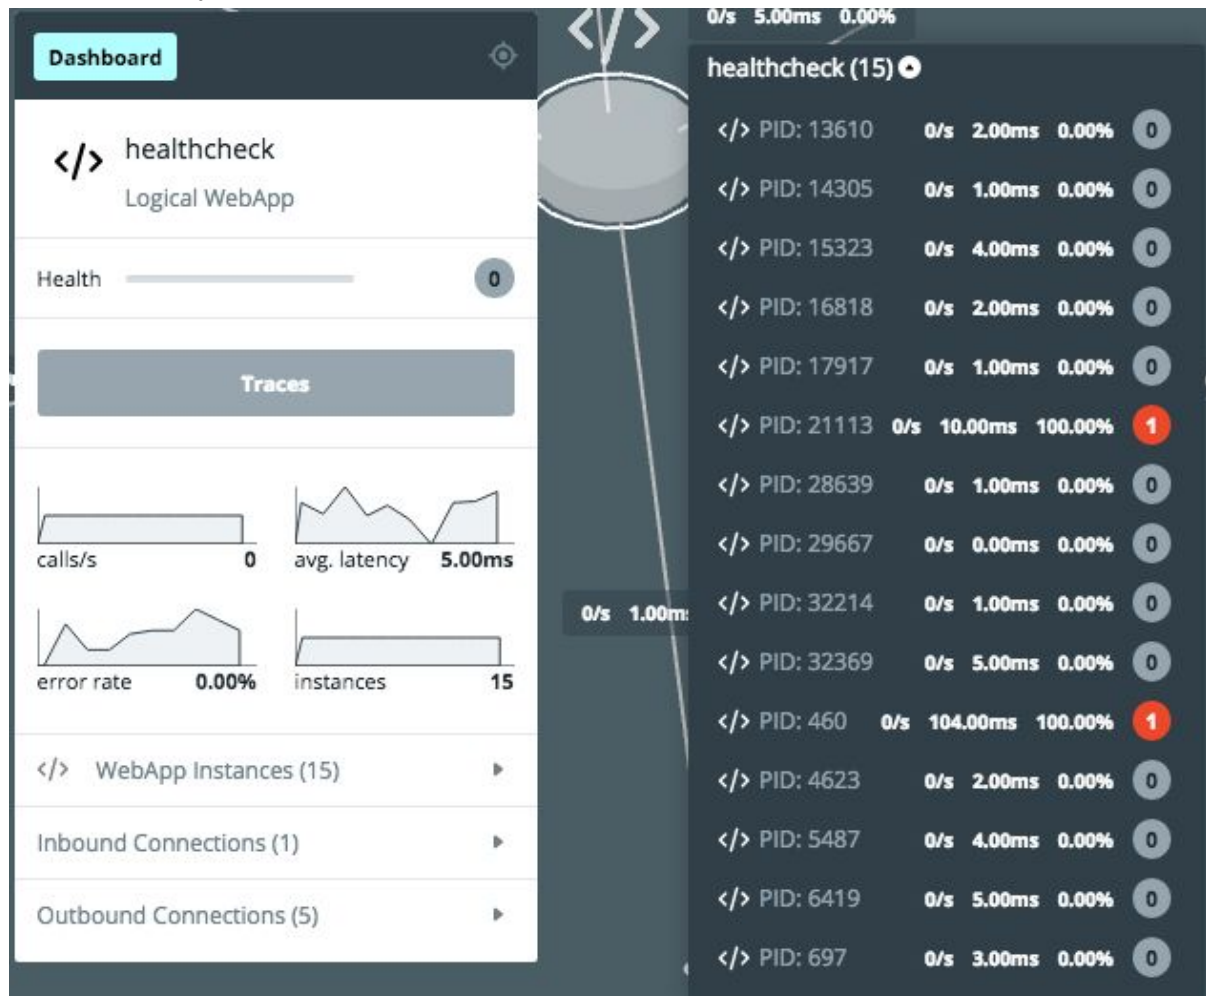 Dashboard
</> healthcheck
Logical WebApp
Health 0
Traces
calls/s 0
avg. latency 5.00ms
error rate 0.00%
instances 15
</> WebApp Instances (15)
Inbound Connections (1)
Outbound Connections (5)
</>
0/s 1.00ms
0/s 5.00ms 0.00%
healthcheck (15)
</> PID: 13610 0/s 2.00ms 0.00% 0
</> PID: 14305 0/s 1.00ms 0.00% 0
</> PID: 15323 0/s 4.00ms 0.00% 0
</> PID: 16818 0/s 2.00ms 0.00% 0
</> PID: 17917 0/s 1.00ms 0.00% 0
</> PID: 21113 0/s 10.00ms 100.00% 1
</> PID: 28639 0/s 1.00ms 0.00% 0
</> PID: 29667 0/s 0.00ms 0.00% 0
</> PID: 32214 0/s 1.00ms 0.00% 0
</> PID: 32369 0/s 5.00ms 0.00% 0
</> PID: 460 0/s 104.00ms 100.00% 1
</> PID: 4623 0/s 2.00ms 0.00% 0
</> PID: 5487 0/s 4.00ms 0.00% 0
</> PID: 6419 0/s 5.00ms 0.00% 0
</> PID: 697 0/s 3.00ms 0.00% 0